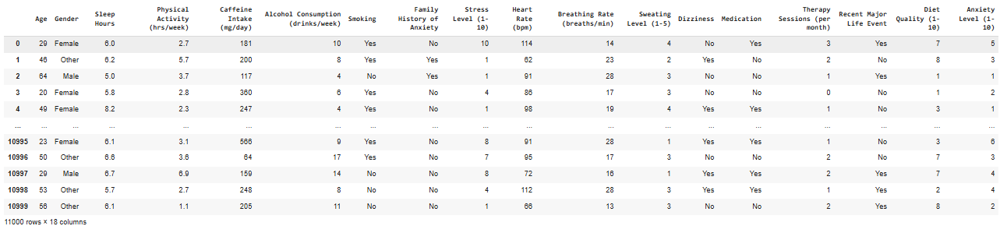 Age Gender Sleep Hours Physical Activity (hrs/week) Caffeine Intake (mg/day) Alcohol Consumption (drinks/week) Smoking Family History of Anxiety Stress Level (1-10) Heart Rate (bpm) Breathing Rate (breaths/min) Sweating Level (1-5) Dizziness Medication Therapy Sessions (per month) Recent Major Life Event Diet Quality (1-10) Anxiety Level (1-10)
0 29 Female 6.0 2.7 181 10 Yes No 10 114 14 4 No Yes 3 Yes 7 5
1 46 Other 6.2 5.7 200 8 Yes Yes 1 62 23 2 Yes No 2 No 8 3
2 64 Male 5.0 3.7 117 4 No Yes 1 91 28 3 No No 1 Yes 1 1
3 20 Female 5.8 2.8 360 6 Yes No 4 86 17 3 No No 0 No 1 2
4 49 Female 8.2 2.3 247 4 Yes No 1 98 19 4 Yes Yes 1 No 3 1
... ... ... ... ... ... ... ... ... ... ... ... ... ... ... ... ... ... ...
10995 23 Female 6.1 3.1 566 9 Yes No 8 91 28 1 Yes Yes 1 No 3 6
10996 50 Other 6.6 3.6 64 17 Yes No 7 95 17 3 No No 2 No 7 3
10997 29 Male 6.7 6.9 159 14 No No 8 72 16 1 Yes Yes 2 Yes 7 4
10998 53 Other 5.7 2.7 248 8 No No 4 112 28 3 Yes Yes 1 Yes 2 4
10999 56 Other 6.1 1.1 205 11 No No 1 66 13 3 No No 2 Yes 8 2
11000 rows × 18 columns